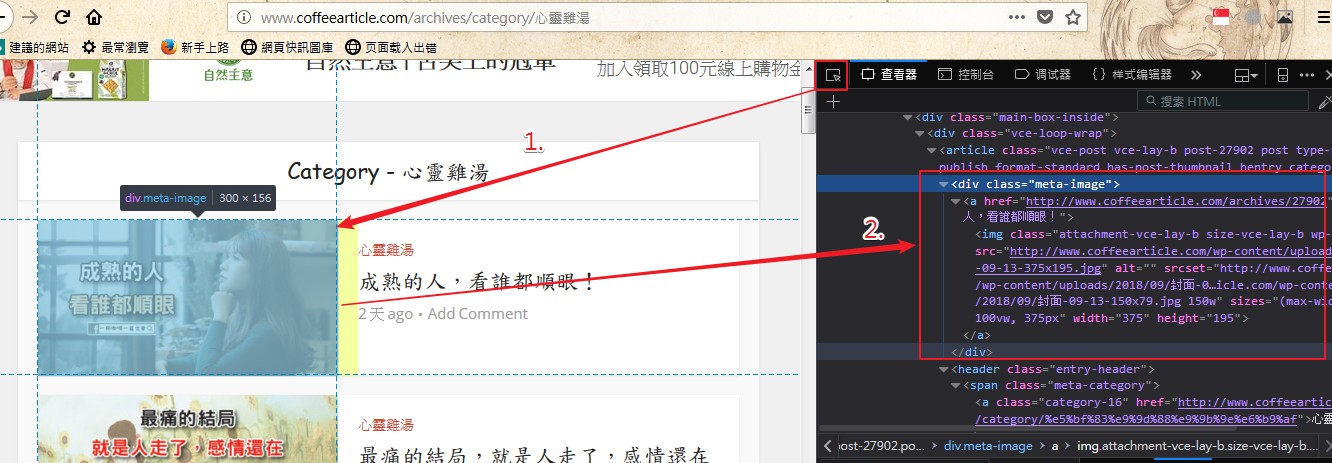 www.coffeearticle.com/archives/category/心靈雞湯
建議的網站 最常瀏覽 新手上路 網頁快訊圖庫 页面载入出错
自然主意
自然主意|舌尖上的冠軍
加入領取100元線上購物金
Category - 心靈雞湯
1.
div.meta-image 300 × 156
成熟的人
看誰都順眼
一杯咖啡一篇文章
心靈雞湯
成熟的人，看誰都順眼！
2 天 ago • Add Comment
最痛的結局
就是人走了，感情還在
心靈雞湯
最痛的結局，就是人走了，感情還在
查看器 控制台 调试器 {} 样式编辑器 »
+ 搜索 HTML
<div class="main-box-inside">
<div class="vce-loop-wrap">
<article class="vce-post vce-lay-b post-27902 post type-
publish format-standard has-post-thumbnail hentry catego
<div class="meta-image">
<a href="http://www.coffeearticle.com/archives/27902"
人，看誰都順眼！">
2.
<img class="attachment-vce-lay-b size-vce-lay-b wp-
src="http://www.coffeearticle.com/wp-content/upload
-09-13-375x195.jpg" alt="" srcset="http://www.coffe
/wp-content/uploads/2018/09/封面-0…icle.com/wp-conten
/2018/09/封面-09-13-150x79.jpg 150w" sizes="(max-wid
100vw, 375px" width="375" height="195">
</a>
</div>
<header class="entry-header">
<span class="meta-category">
<a class="category-16" href="http://www.coffeearticl
/category/%e5%bf%83%e9%9d%88%e9%9b%9e%e6%b9%af">心靈
post-27902.po… › div.meta-image › a › img.attachment-vce-lay-b.size-vce-lay-b.…